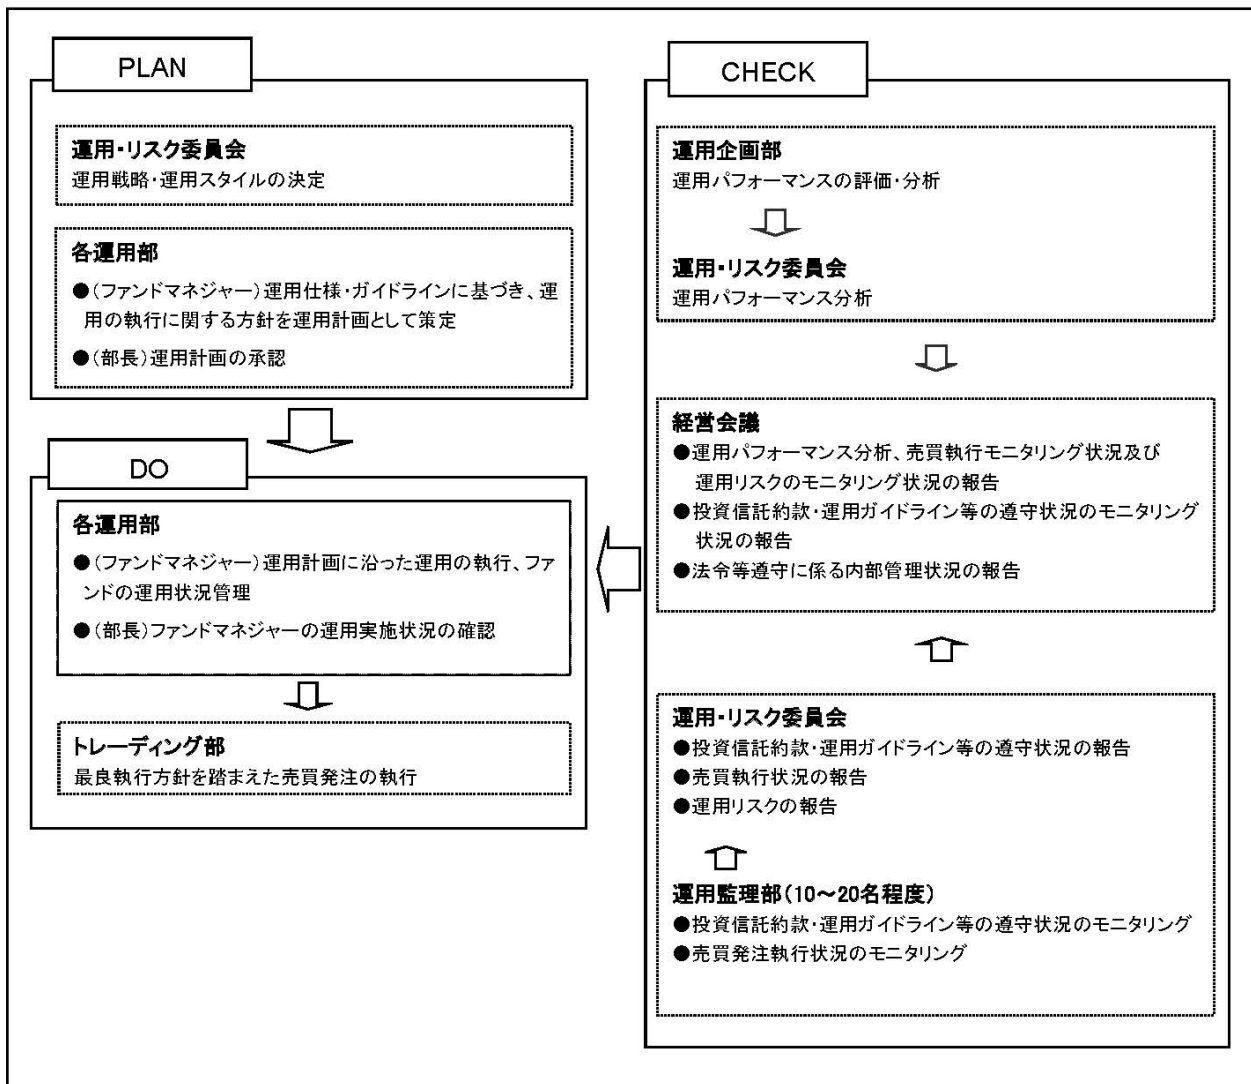 PLAN
運用・リスク委員会
運用戦略・運用スタイルの決定
各運用部
●(ファンドマネジャー)運用仕様・ガイドラインに基づき、運
用の執行に関する方針を運用計画として策定
●(部長)運用計画の承認
DO
各運用部
●(ファンドマネジャー)運用計画に沿った運用の執行、ファ
ンドの運用状況管理
●(部長)ファンドマネジャーの運用実施状況の確認
トレーディング部
最良執行方針を踏まえた売買発注の執行
CHECK
運用企画部
運用パフォーマンスの評価・分析
運用・リスク委員会
運用パフォーマンス分析
経営会議
●運用パフォーマンス分析、売買執行モニタリング状況及び
運用リスクのモニタリング状況の報告
●投資信託約款・運用ガイドライン等の遵守状況のモニタリング
状況の報告
●法令等遵守に係る内部管理状況の報告
運用・リスク委員会
●投資信託約款・運用ガイドライン等の遵守状況の報告
●売買執行状況の報告
●運用リスクの報告
運用監理部(10～20名程度)
●投資信託約款・運用ガイドライン等の遵守状況のモニタリング
●売買発注執行状況のモニタリング